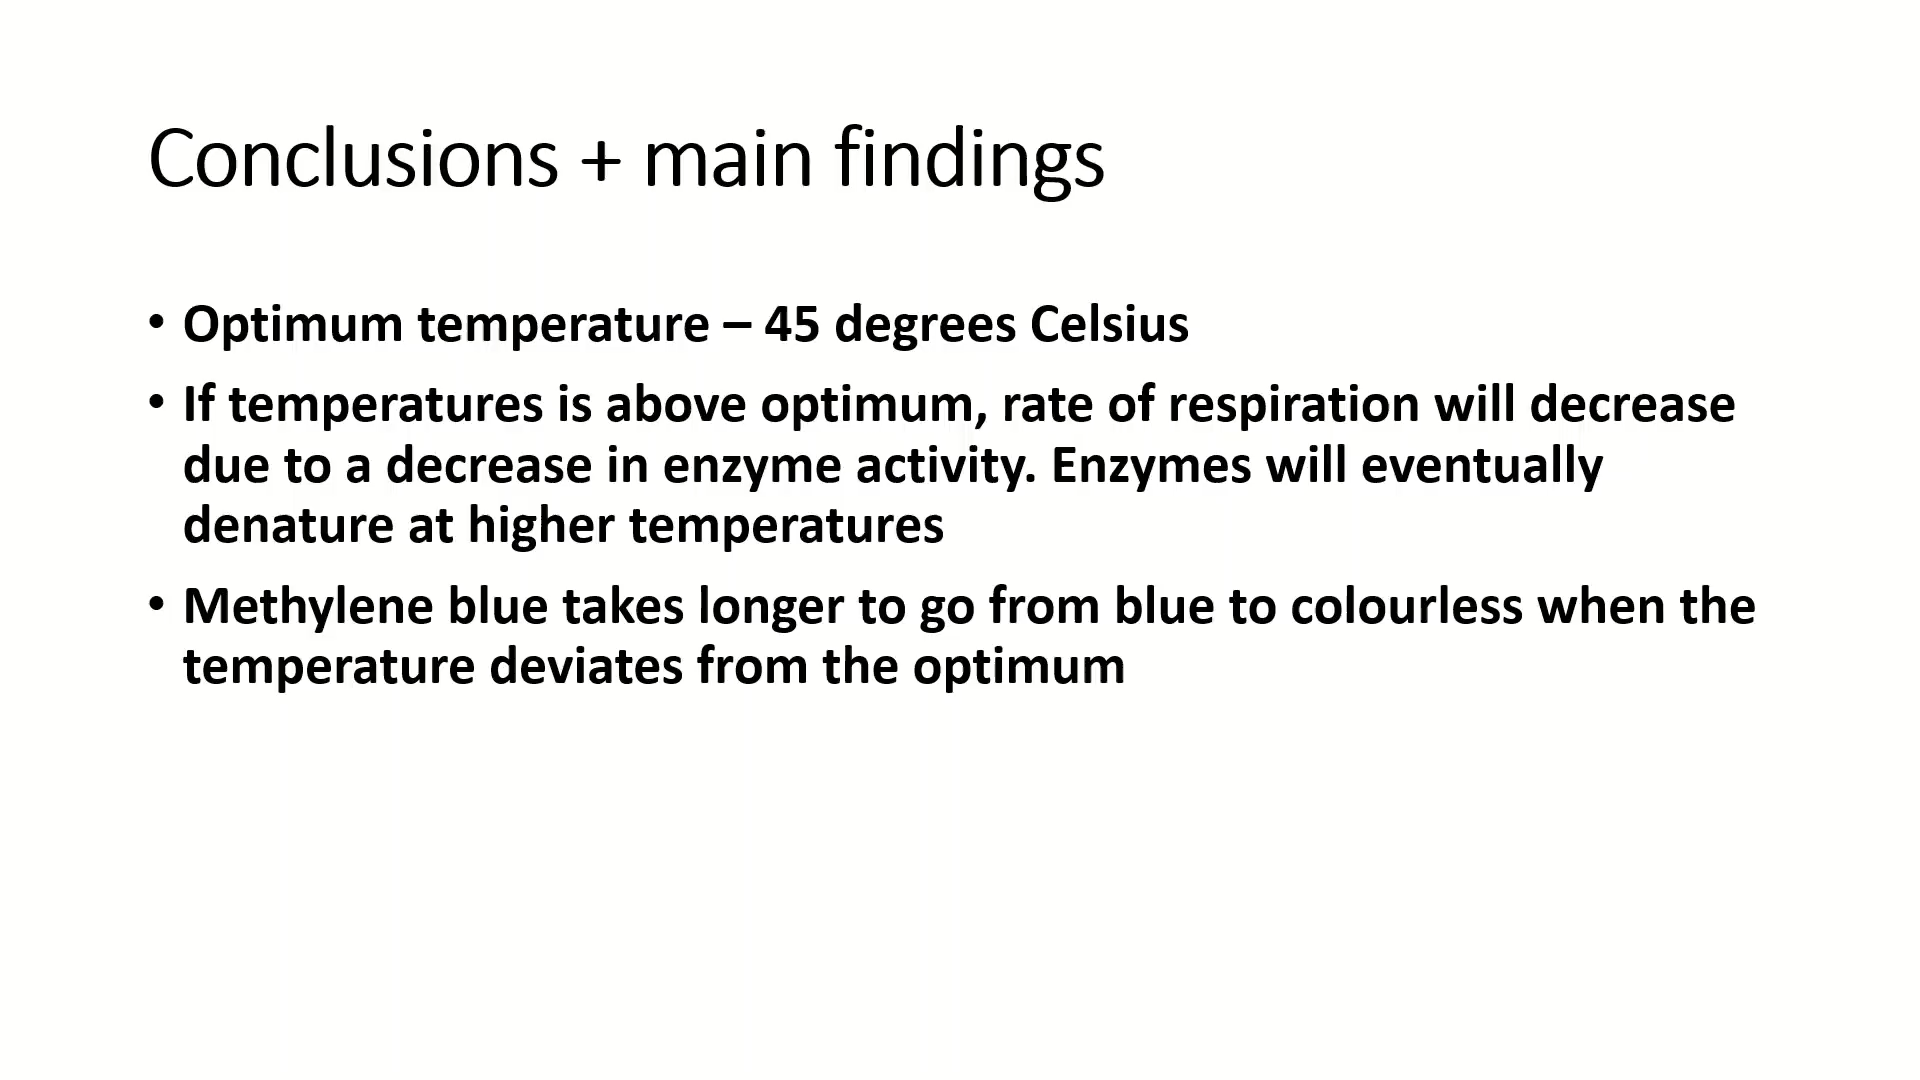 Conclusions + main findings
• Optimum temperature – 45 degrees Celsius
• If temperatures is above optimum, rate of respiration will decrease
due to a decrease in enzyme activity. Enzymes will eventually
denature at higher temperatures
• Methylene blue takes longer to go from blue to colourless when the
temperature deviates from the optimum